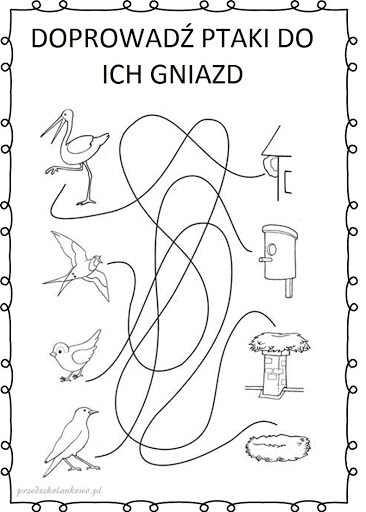 DOPROWADŹ PTAKI DO
ICH GNIAZD
przedszkolankowo.pl